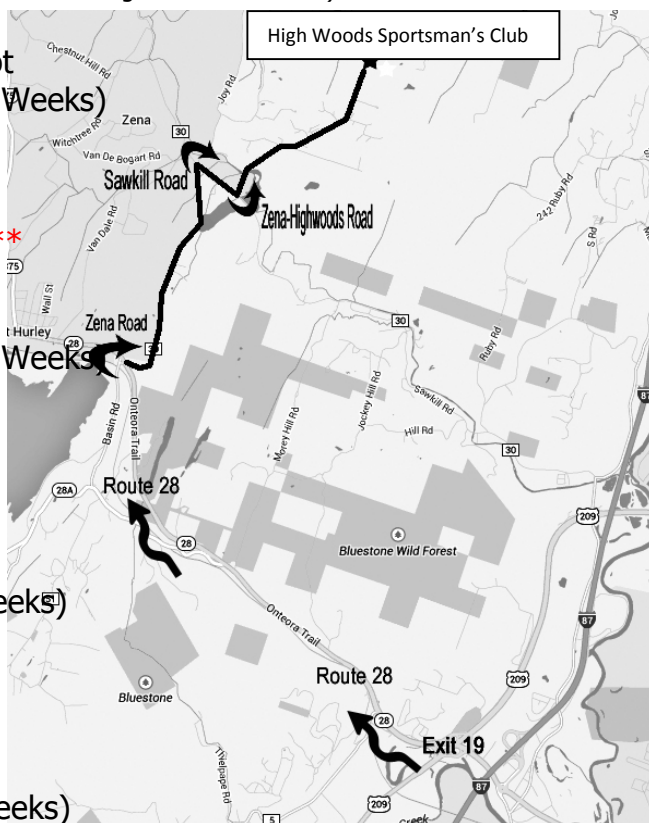 High Woods Sportsman's Club
Chestnut Hill Rd
Weeks)
Joy Rd
Zena
30
Witchtree Rd
Van De Bogart Rd
Sawkill Road
Zena-Highwoods Road
242 Ruby Rd
S Rd
**
Van Dale Rd
375
Wall St
Hurley
28
Zena Road
30
Weeks)
Ruby Rd
Sawkill Rd
87
Basin Rd
Onteora Trail
Morey Hill Rd
Jockey Hill Rd
Hill Rd
30
28A
Route 28
209
28
Bluestone Wild Forest
eeks)
Onteora Trail
87
Bluestone
Route 28
209
28
Exit 19
Thelpape Rd
87
209
5
Creek
eeks)